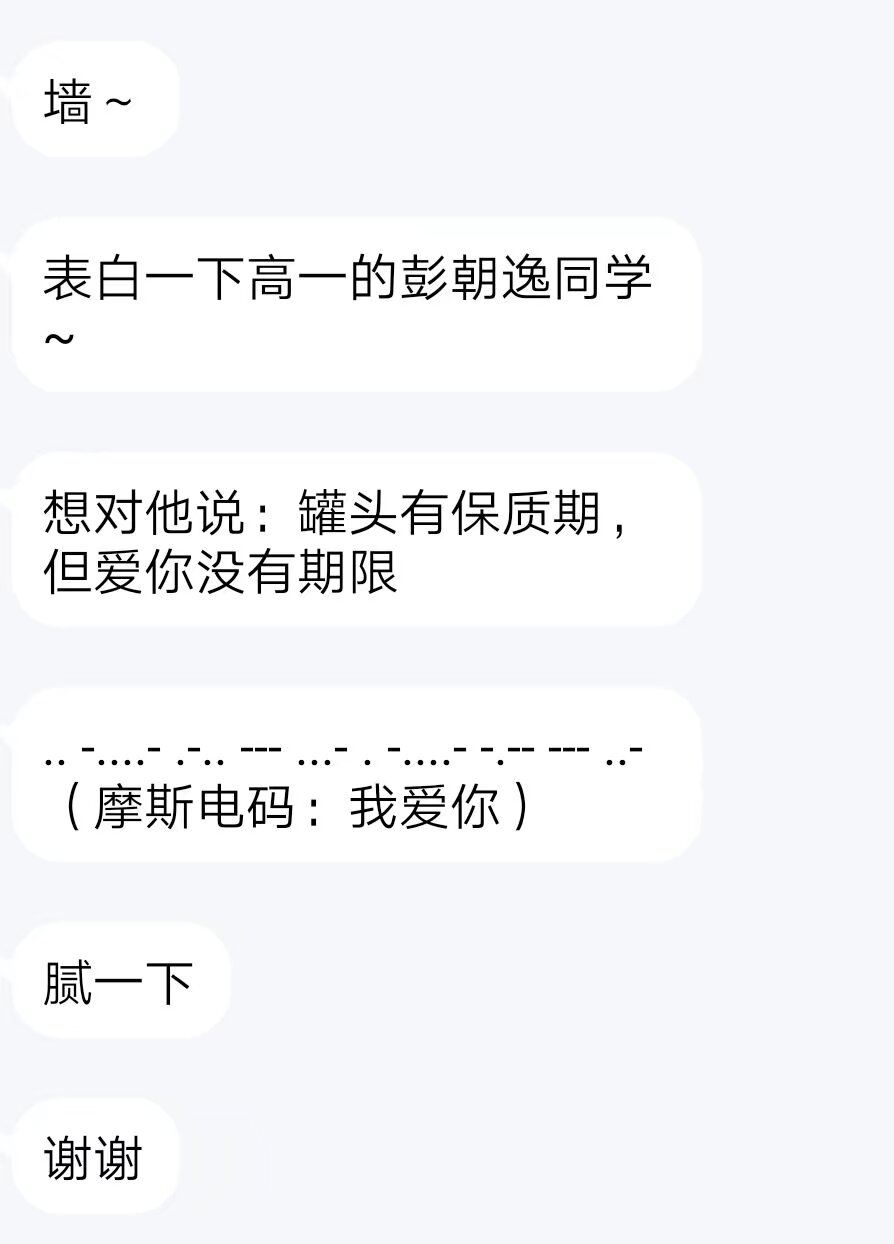 墙~
表白一下高一的彭朝逸同学
~
想对他说：罐头有保质期，
但爱你没有期限
.. -....- .-.. --- ...- . -....- -.-- --- ..-
（摩斯电码：我爱你）
腻一下
谢谢